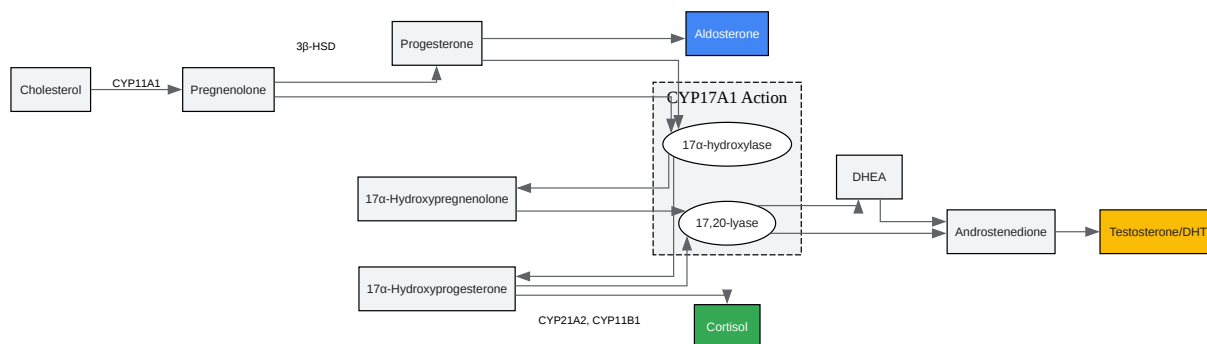 3β-HSD
Progesterone
Aldosterone
Cholesterol
CYP11A1
Pregnenolone
CYP17A1 Action
17α-hydroxylase
DHEA
17α-Hydroxypregnenolone
17,20-lyase
Androstenedione
Testosterone/DHT
17α-Hydroxyprogesterone
CYP21A2, CYP11B1
Cortisol